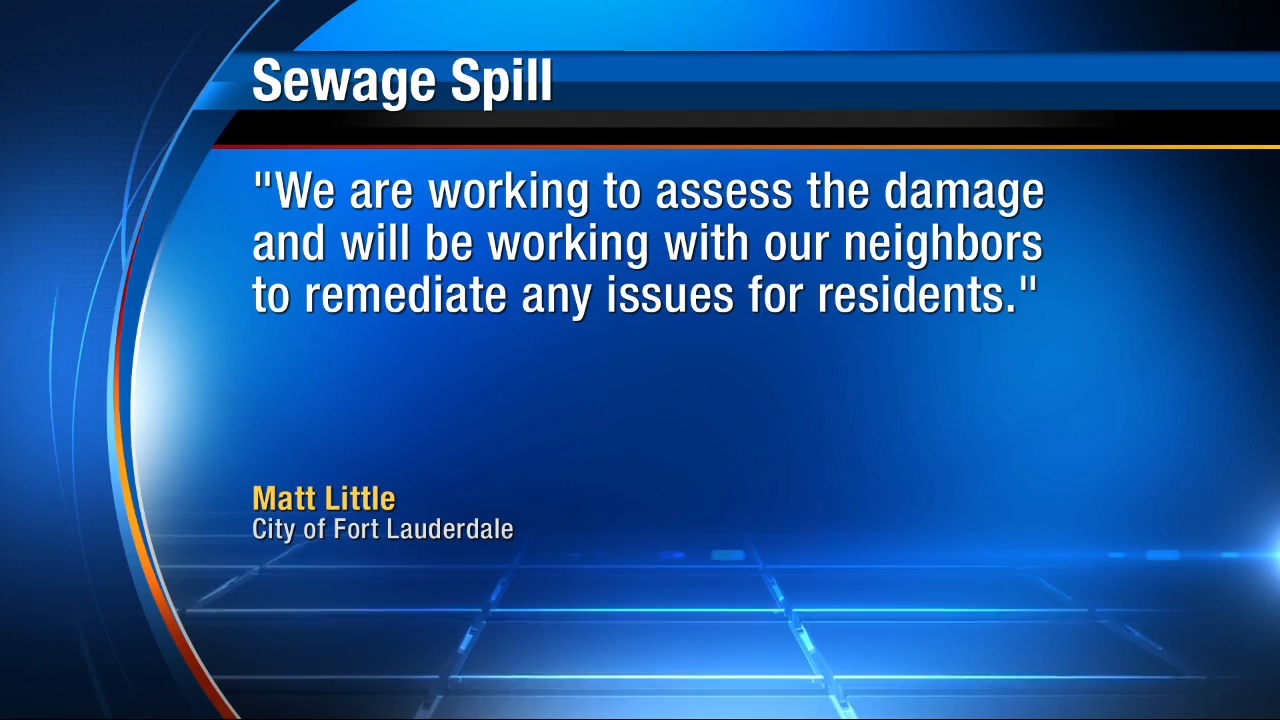 Sewage Spill
"We are working to assess the damage
and will be working with our neighbors
to remediate any issues for residents."
Matt Little
City of Fort Lauderdale